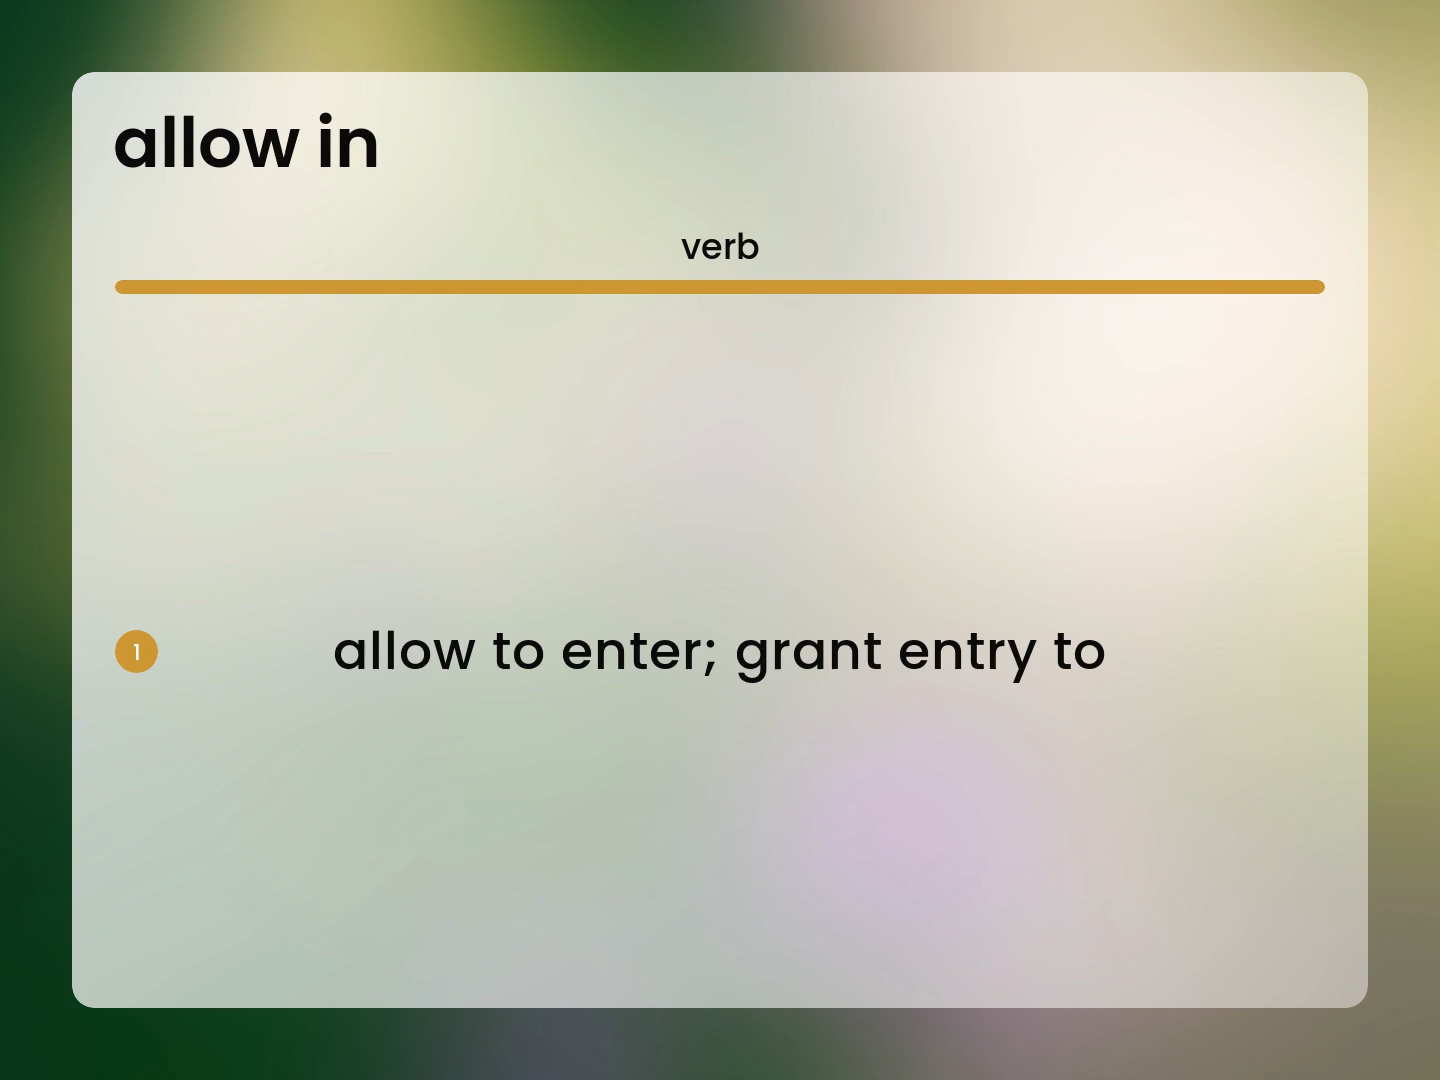 allow in
verb
1 allow to enter; grant entry to